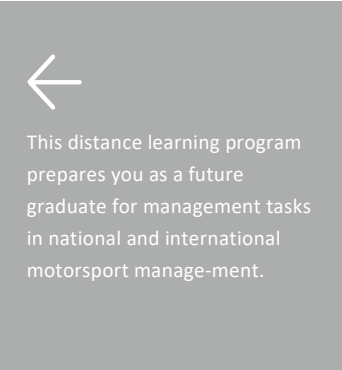 This distance learning program
prepares you as a future
graduate for management tasks
in national and international
motorsport manage-ment.